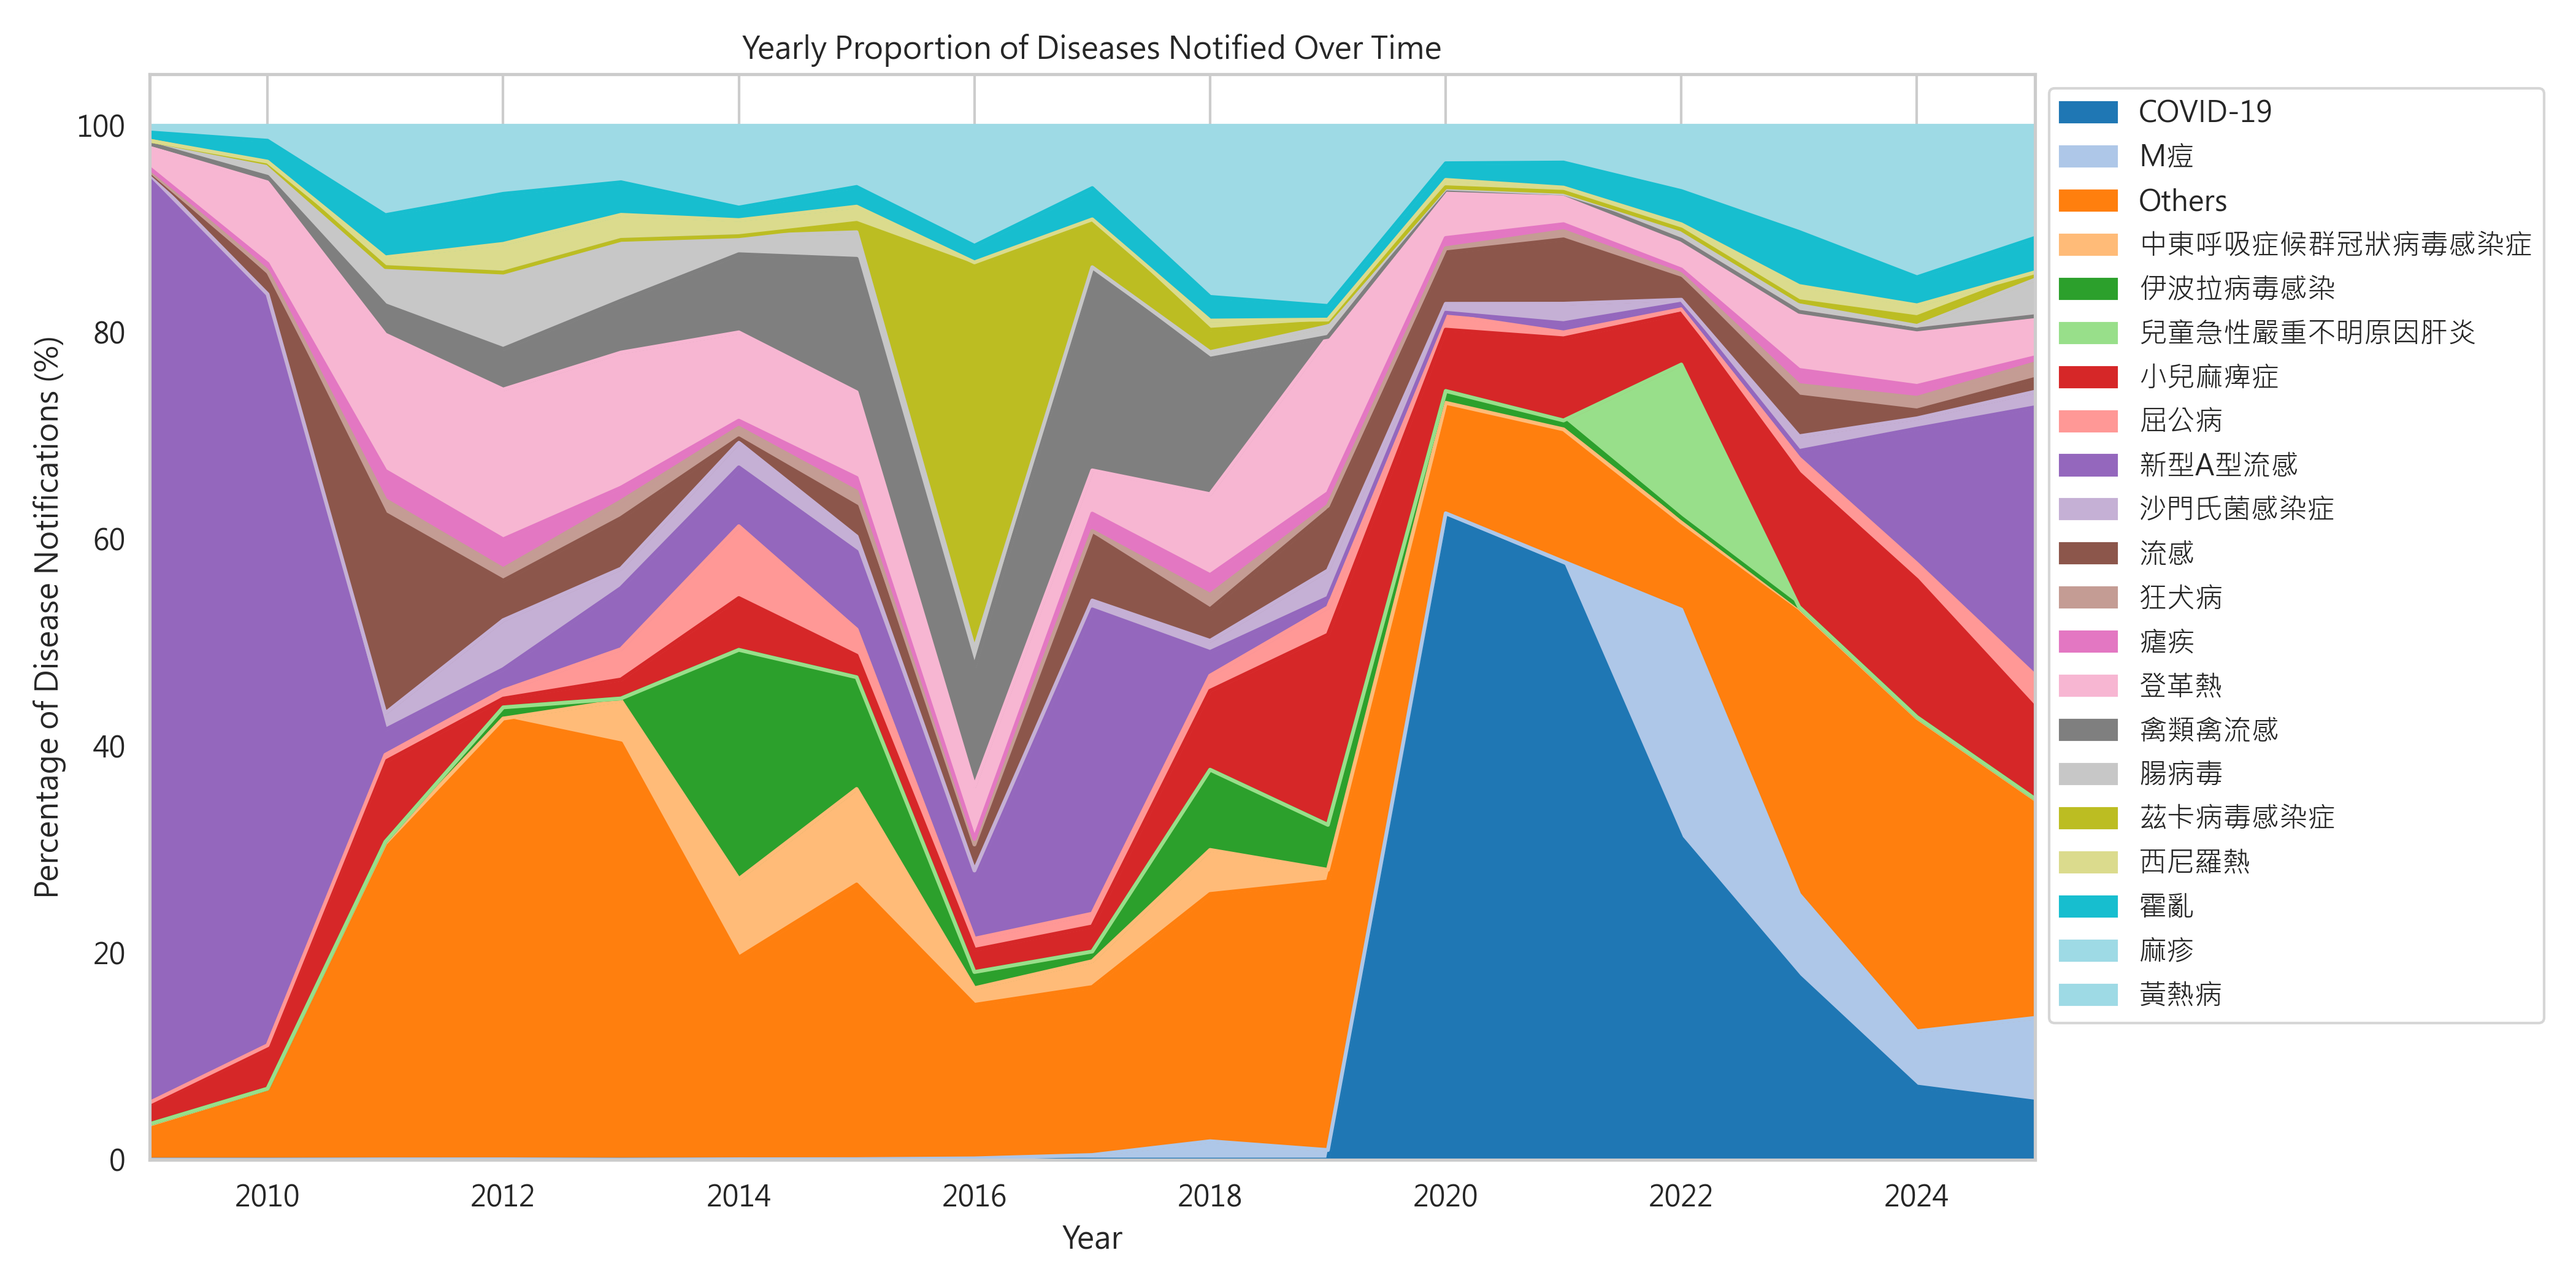 Yearly Proportion of Diseases Notified Over Time
Percentage of Disease Notifications (%)
100
80
60
40
20
0
2010
2012
2014
2016
2018
2020
2022
2024
Year
COVID-19
M痘
Others
中東呼吸症候群冠狀病毒感染症
伊波拉病毒感染
兒童急性嚴重不明原因肝炎
小兒麻痺症
屈公病
新型A型流感
沙門氏菌感染症
流感
狂犬病
瘧疾
登革熱
禽類禽流感
腸病毒
茲卡病毒感染症
西尼羅熱
霍亂
麻疹
黃熱病